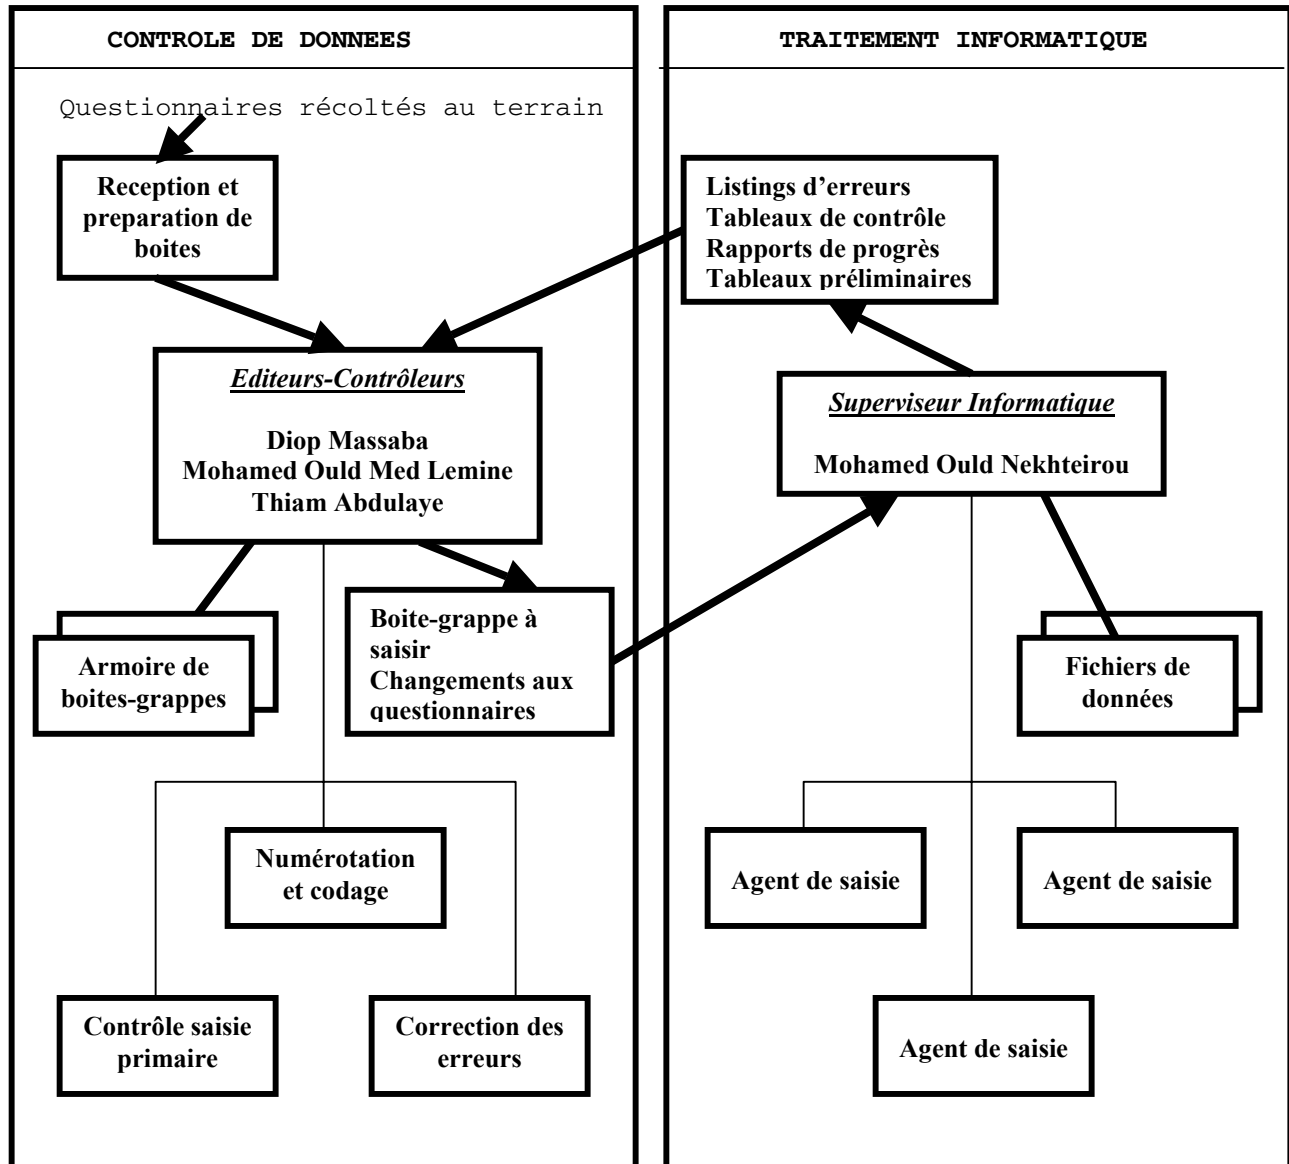 CONTROLE DE DONNEES
Questionnaires récoltés au terrain
Reception et
preparation de
boites
Editeurs-Contrôleurs
Diop Massaba
Mohamed Ould Med Lemine
Thiam Abdulaye
Armoire de
boites-grappes
Boite-grappe à
saisir
Changements aux
questionnaires
Numérotation
et codage
Contrôle saisie
primaire
Correction des
erreurs
TRAITEMENT INFORMATIQUE
Listings d’erreurs
Tableaux de contrôle
Rapports de progrès
Tableaux préliminaires
Superviseur Informatique
Mohamed Ould Nekhteirou
Fichiers de
données
Agent de saisie
Agent de saisie
Agent de saisie